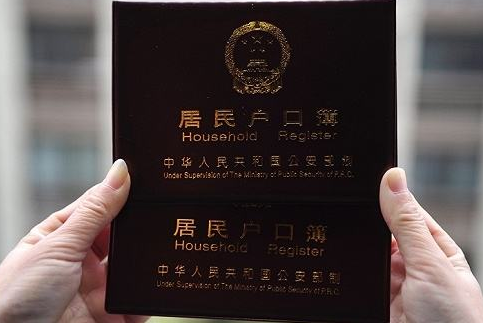 居民户口簿
Household Register
中华人民共和国公安部制
Under Supervision of The Ministry of Public Security of P.R.C.
居民户口簿
Household Register
中华人民共和国公安部制
Under Supervision of The Ministry of Public Security of P.R.C.